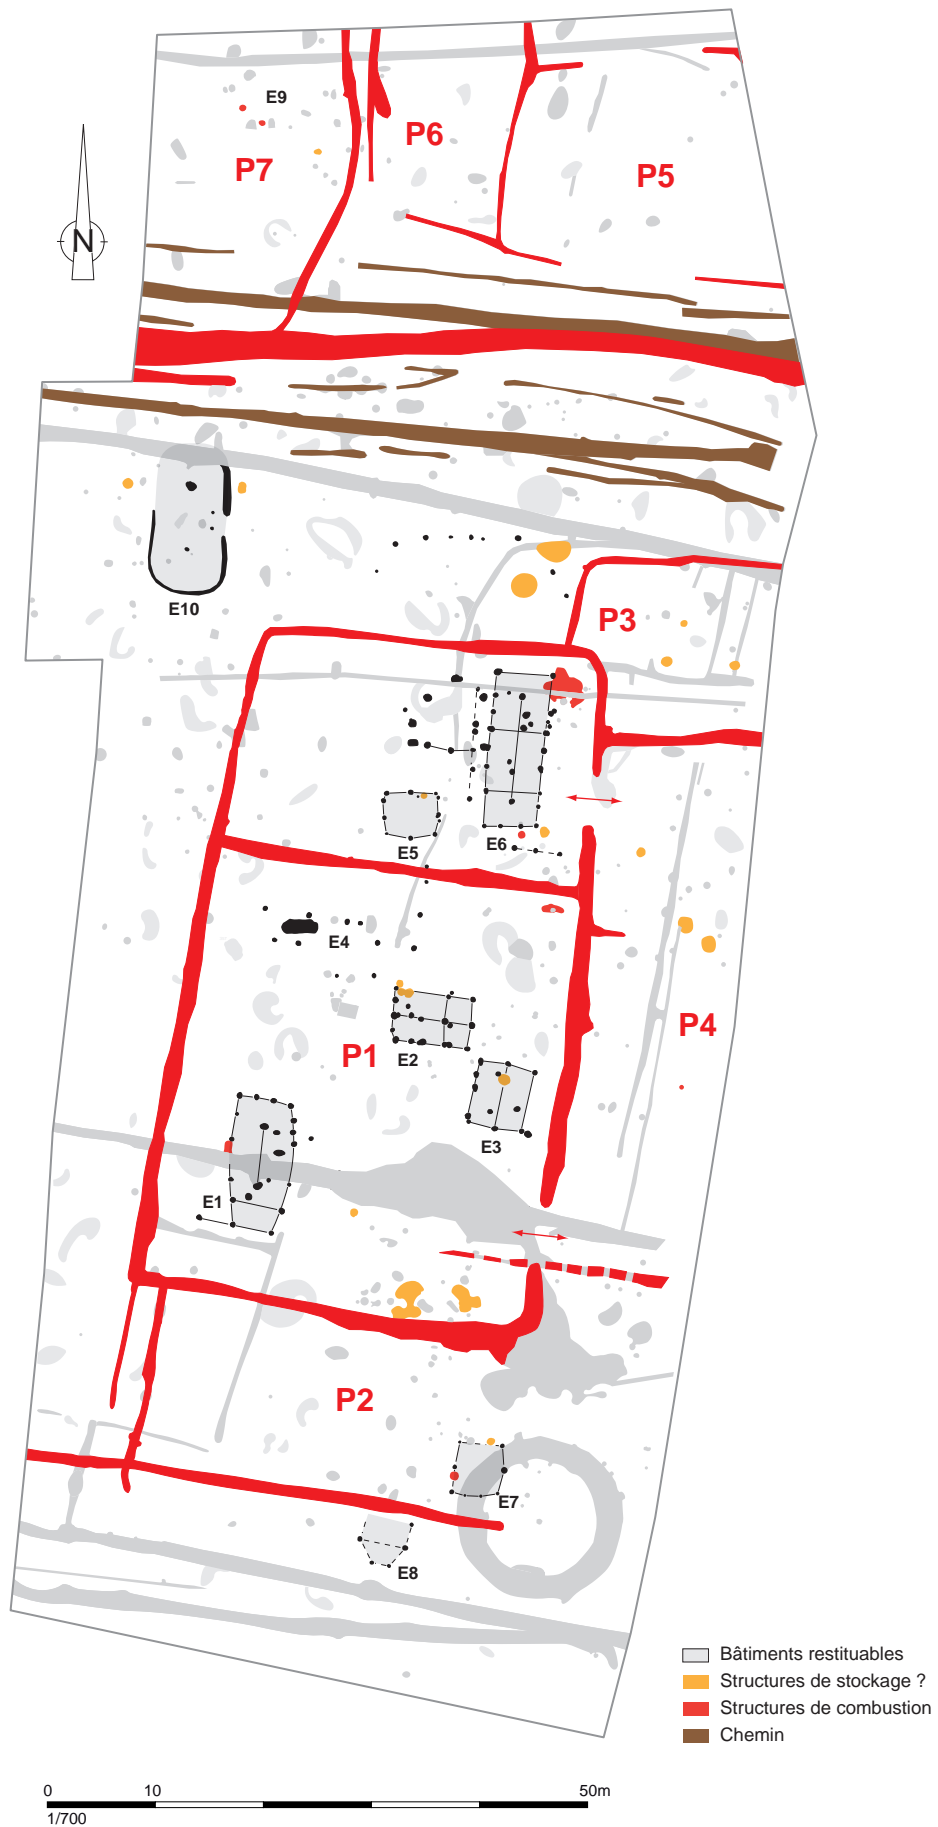 E9
P6
P7
P5
N
E10
P3
E5
E6
E4
P4
P1
E2
E3
E1
P2
E7
E8
Bâtiments restituables
Structures de stockage ?
Structures de combustion
Chemin
0 10 50m
1/700